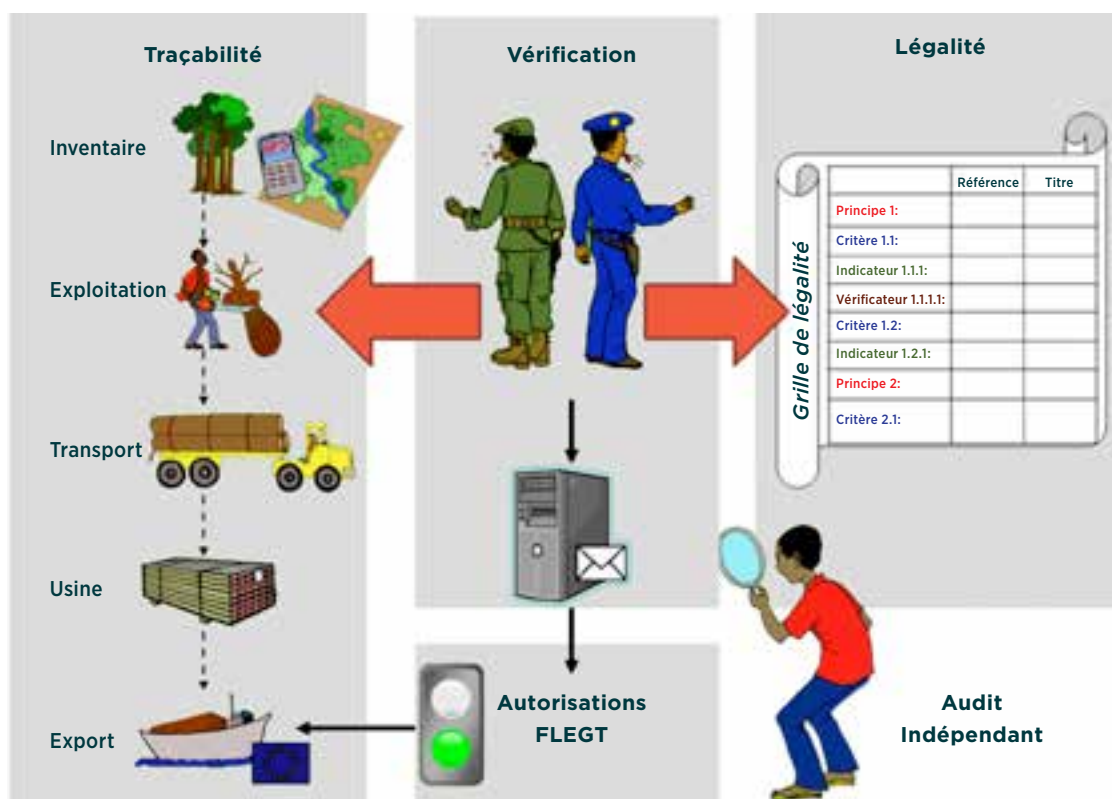 Traçabilité
Inventaire
Exploitation
Transport
Usine
Export
Vérification
Autorisations
FLEGT
Légalité
Grille de légalité
Référence Titre
Principe 1:
Critère 1.1:
Indicateur 1.1.1:
Vérificateur 1.1.1.1:
Critère 1.2:
Indicateur 1.2.1:
Principe 2:
Critère 2.1:
Audit
Indépendant